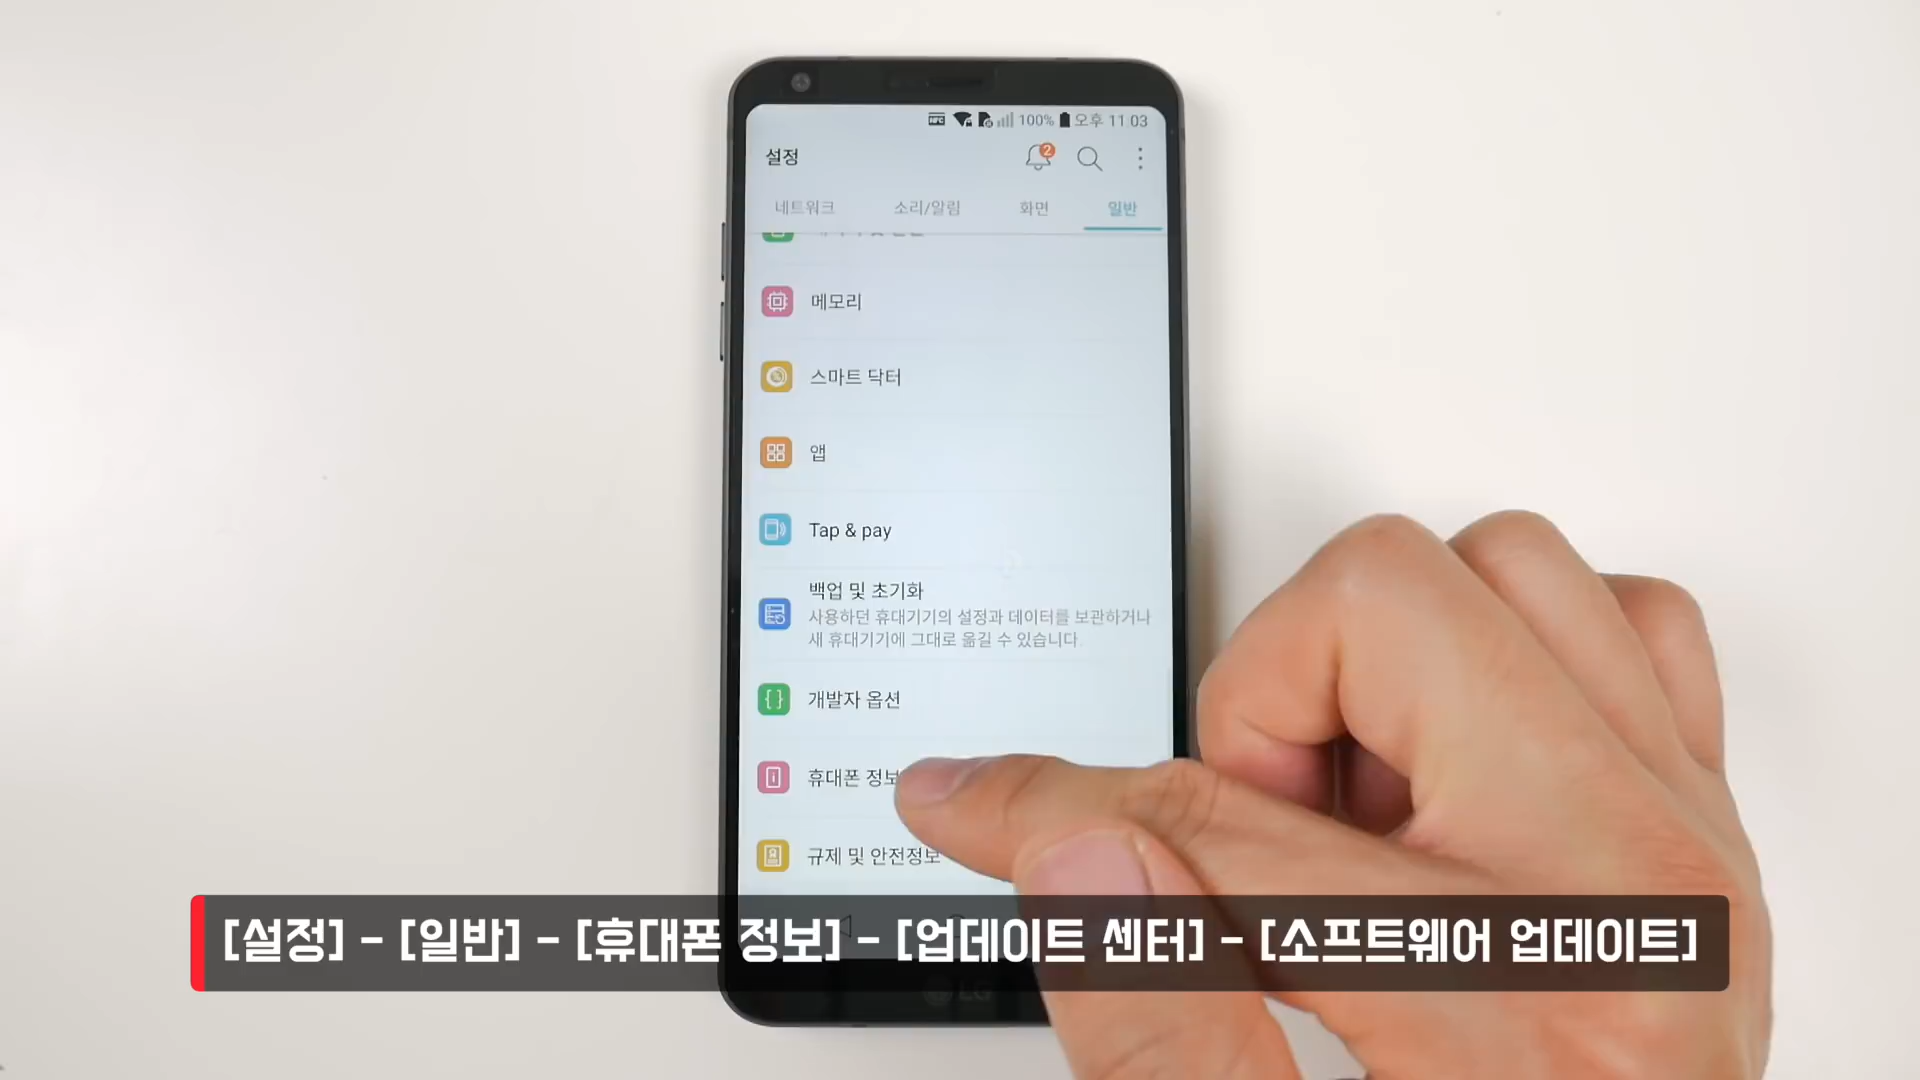 100% 오후 11:03
설정
2
네트워크 소리/알림 화면 일반
메모리
스마트 닥터
앱
Tap & pay
백업 및 초기화
사용하던 휴대기기의 설정과 데이터를 보관하거나
새 휴대기기에 그대로 옮길 수 있습니다.
개발자 옵션
휴대폰 정보
규제 및 안전정보
[설정] - [일반] - [휴대폰 정보] - [업데이트 센터] - [소프트웨어 업데이트]
LG